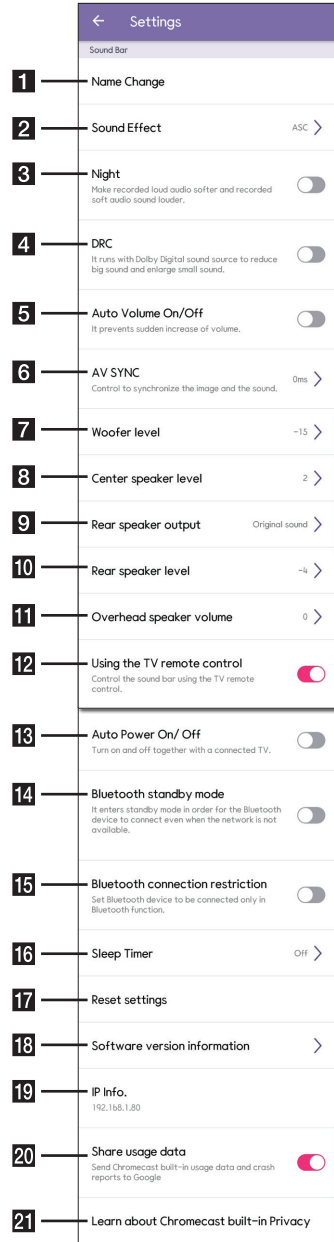 ← Settings
Sound Bar
1 Name Change
2 Sound Effect ASC >
3 Night
Make recorded loud audio softer and recorded
soft audio sound louder.
4 DRC
It runs with Dolby Digital sound source to reduce
big sound and enlarge small sound.
5 Auto Volume On/Off
It prevents sudden increase of volume.
6 AV SYNC 0ms >
Control to synchronize the image and the sound.
7 Woofer level -15 >
8 Center speaker level 2 >
9 Rear speaker output Original sound >
10 Rear speaker level -4 >
11 Overhead speaker volume 0 >
12 Using the TV remote control
Control the sound bar using the TV remote
control.
13 Auto Power On/ Off
Turn on and off together with a connected TV.
14 Bluetooth standby mode
It enters standby mode in order for the Bluetooth
device to connect even when the network is not
available.
15 Bluetooth connection restriction
Set Bluetooth device to be connected only in
Bluetooth function.
16 Sleep Timer Off >
17 Reset settings
18 Software version information >
19 IP Info.
192.168.1.80
20 Share usage data
Send Chromecast built-in usage data and crash
reports to Google
21 Learn about Chromecast built-in Privacy